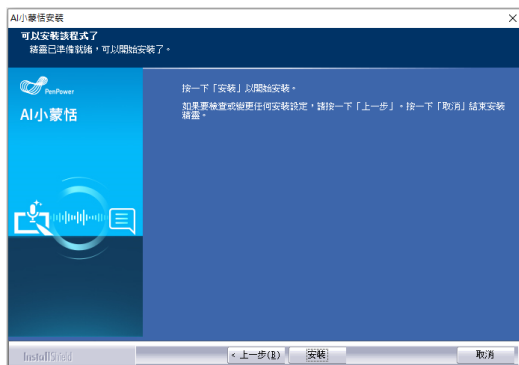 AI小蒙恬安裝
可以安裝該程式了
精靈已準備就緒，可以開始安裝了。
PenPower
AI小蒙恬
按一下「安裝」以開始安裝。
如果要檢查或變更任何安裝設定，請按一下「上一步」。按一下「取消」結束安裝
精靈。
InstallShield
< 上一步(B)
安裝
取消